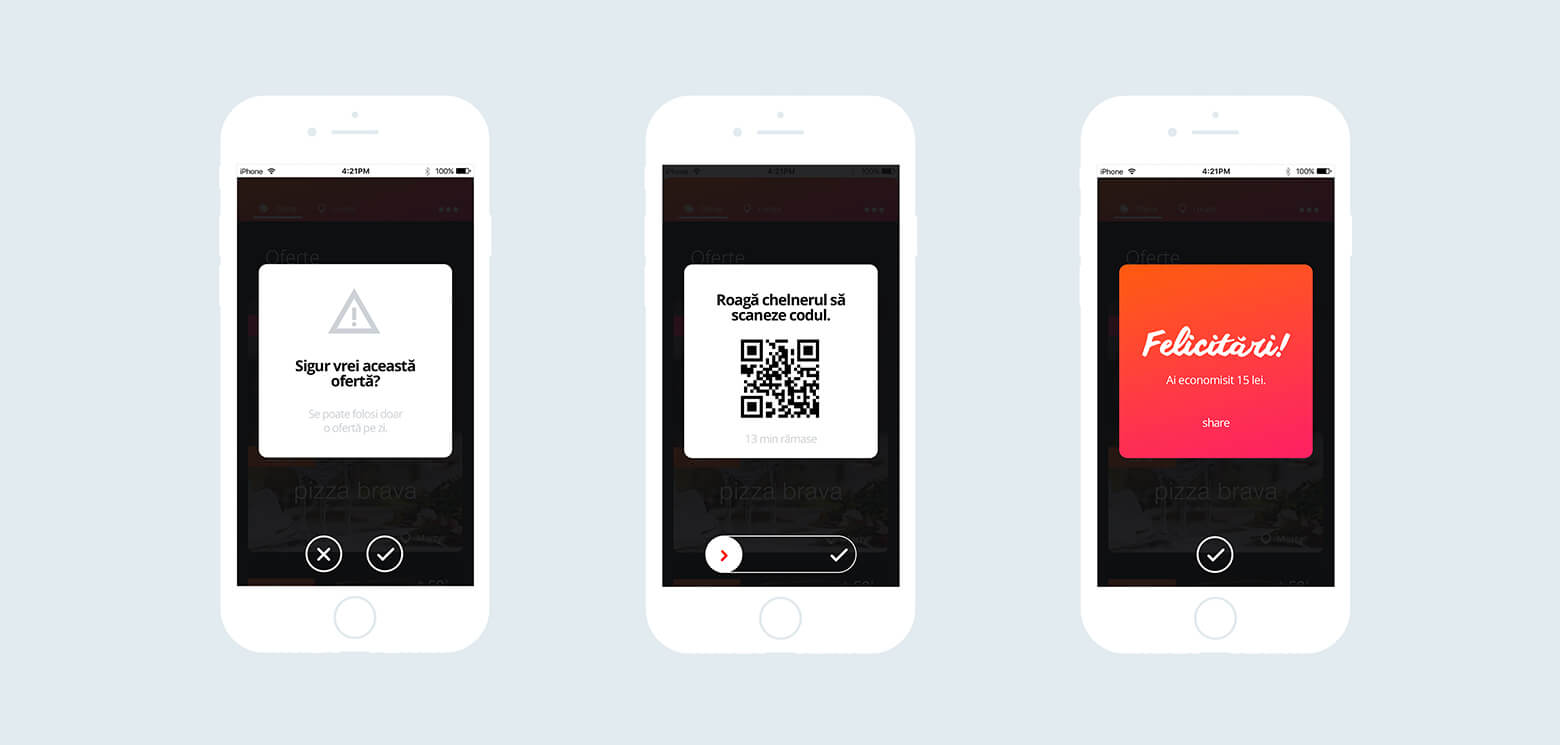 iPhone 4:21PM 100%
Oferte
Sigur vrei această
ofertă?
Se poate folosi doar
o ofertă pe zi.
pizza brava
iPhone 4:21PM 100%
Oferte
Roagă chelnerul să
scaneze codul.
13 min rămase
pizza brava
iPhone 4:21PM 100%
Oferte
Felicitări!
Ai economisit 15 lei.
share
pizza brava